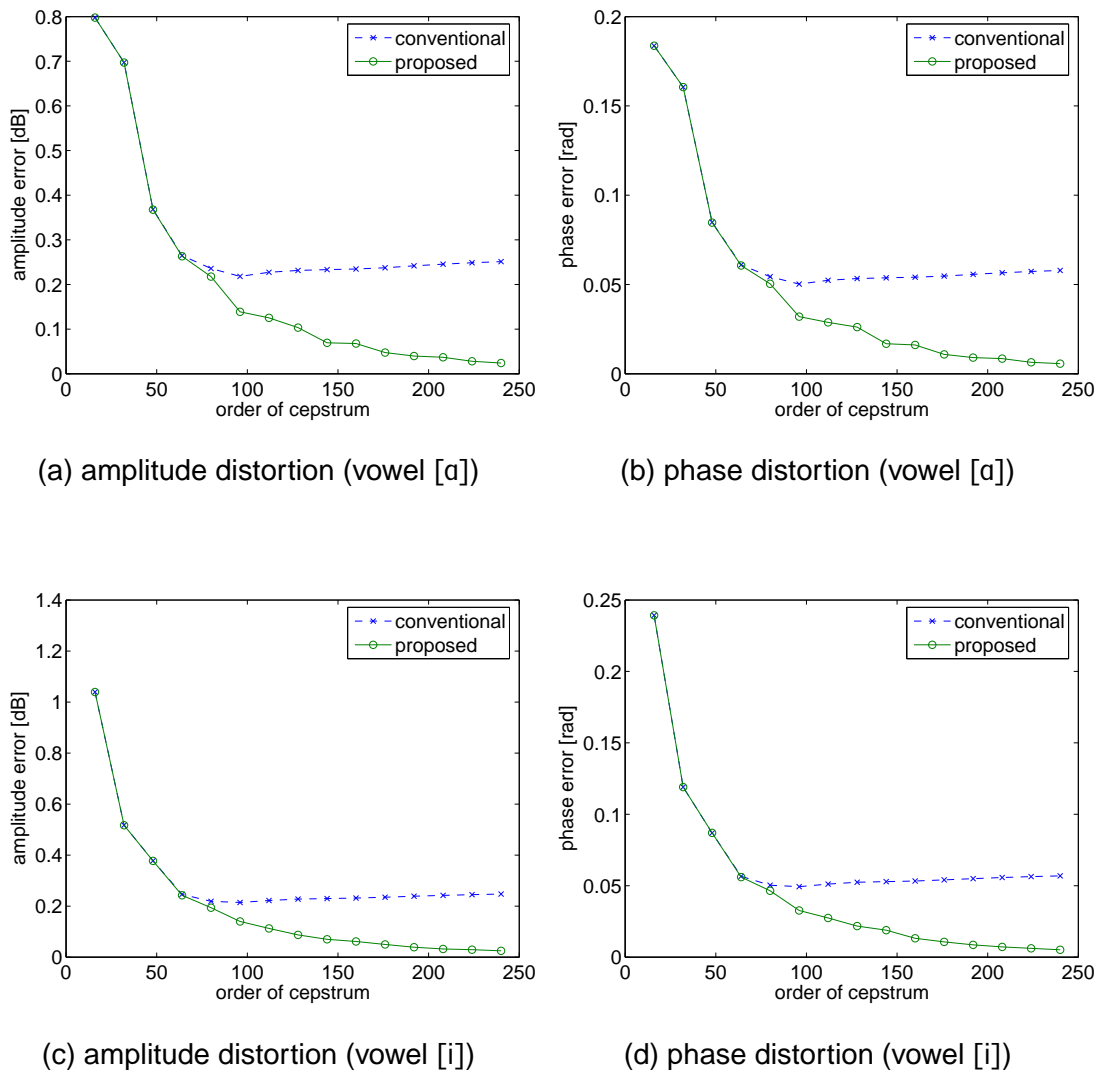 0.8
0.7
0.6
0.5
0.4
0.3
0.2
0.1
0
amplitude error [dB]
conventional
proposed
0 50 100 150 200 250
order of cepstrum
(a) amplitude distortion (vowel [ɑ])
0.2
0.15
0.1
0.05
0
phase error [rad]
conventional
proposed
0 50 100 150 200 250
order of cepstrum
(b) phase distortion (vowel [ɑ])
1.4
1.2
1
0.8
0.6
0.4
0.2
0
amplitude error [dB]
conventional
proposed
0 50 100 150 200 250
order of cepstrum
(c) amplitude distortion (vowel [i])
0.25
0.2
0.15
0.1
0.05
0
phase error [rad]
conventional
proposed
0 50 100 150 200 250
order of cepstrum
(d) phase distortion (vowel [i])